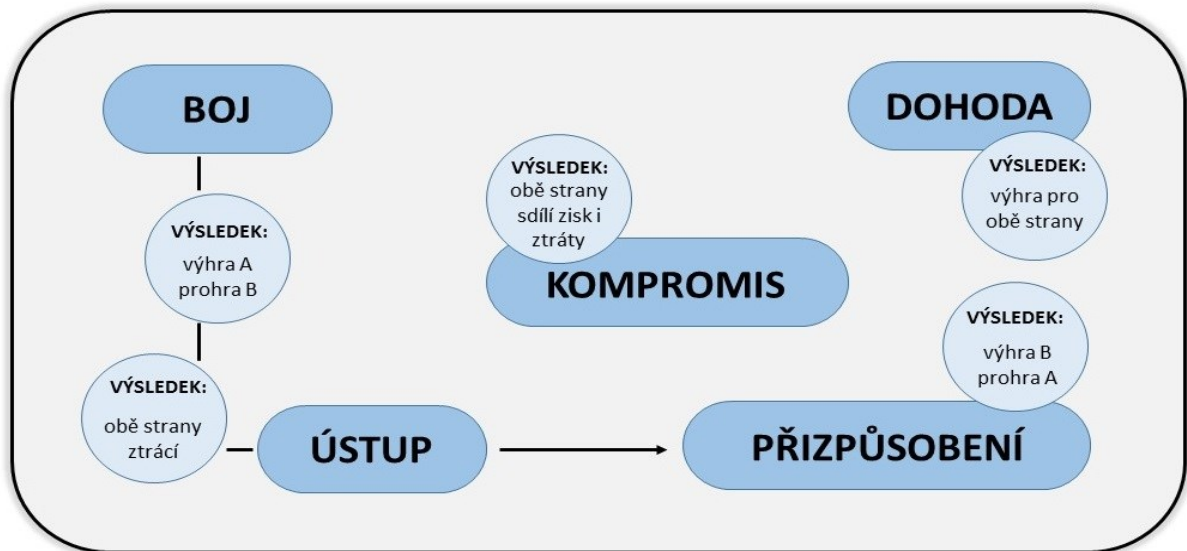 BOJ
VÝSLEDEK:
výhra A
prohra B
VÝSLEDEK:
obě strany
ztrácí
ÚSTUP
VÝSLEDEK:
obě strany
sdílí zisk i
ztráty
KOMPROMIS
DOHODA
VÝSLEDEK:
výhra pro
obě strany
VÝSLEDEK:
výhra B
prohra A
PŘIZPŮSOBENÍ